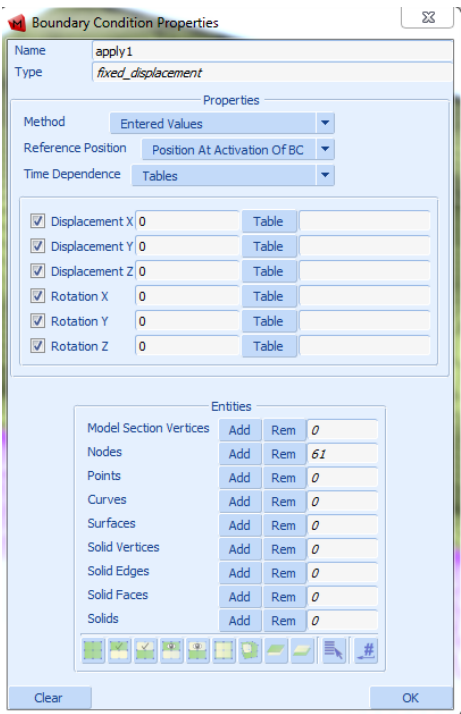 Boundary Condition Properties
Name apply1
Type fixed_displacement
Properties
Method Entered Values
Reference Position Position At Activation Of BC
Time Dependence Tables
Displacement X 0 Table
Displacement Y 0 Table
Displacement Z 0 Table
Rotation X 0 Table
Rotation Y 0 Table
Rotation Z 0 Table
Entities
Model Section Vertices Add Rem 0
Nodes Add Rem 61
Points Add Rem 0
Curves Add Rem 0
Surfaces Add Rem 0
Solid Vertices Add Rem 0
Solid Edges Add Rem 0
Solid Faces Add Rem 0
Solids Add Rem 0
#
Clear OK